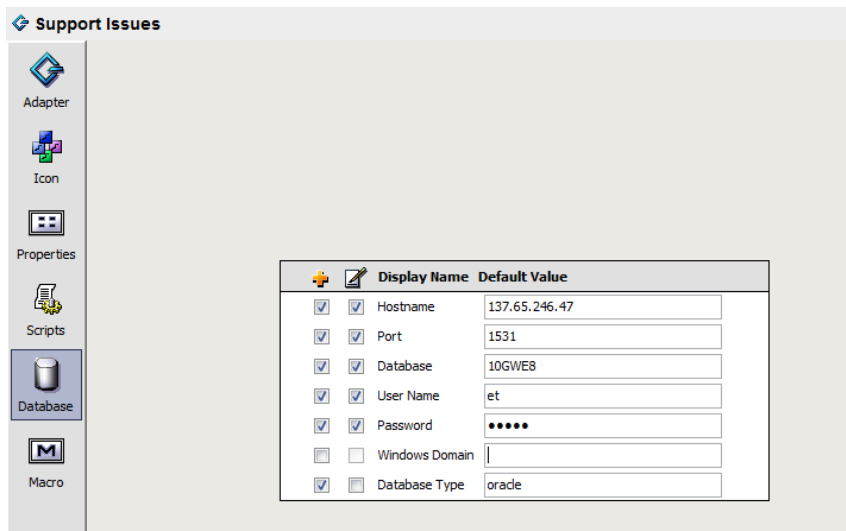 Support Issues
Adapter
Icon
Properties
Scripts
Database
M
Macro
Display Name Default Value
Hostname 137.65.246.47
Port 1531
Database 10GWE8
User Name et
Password •••••
Windows Domain
Database Type oracle